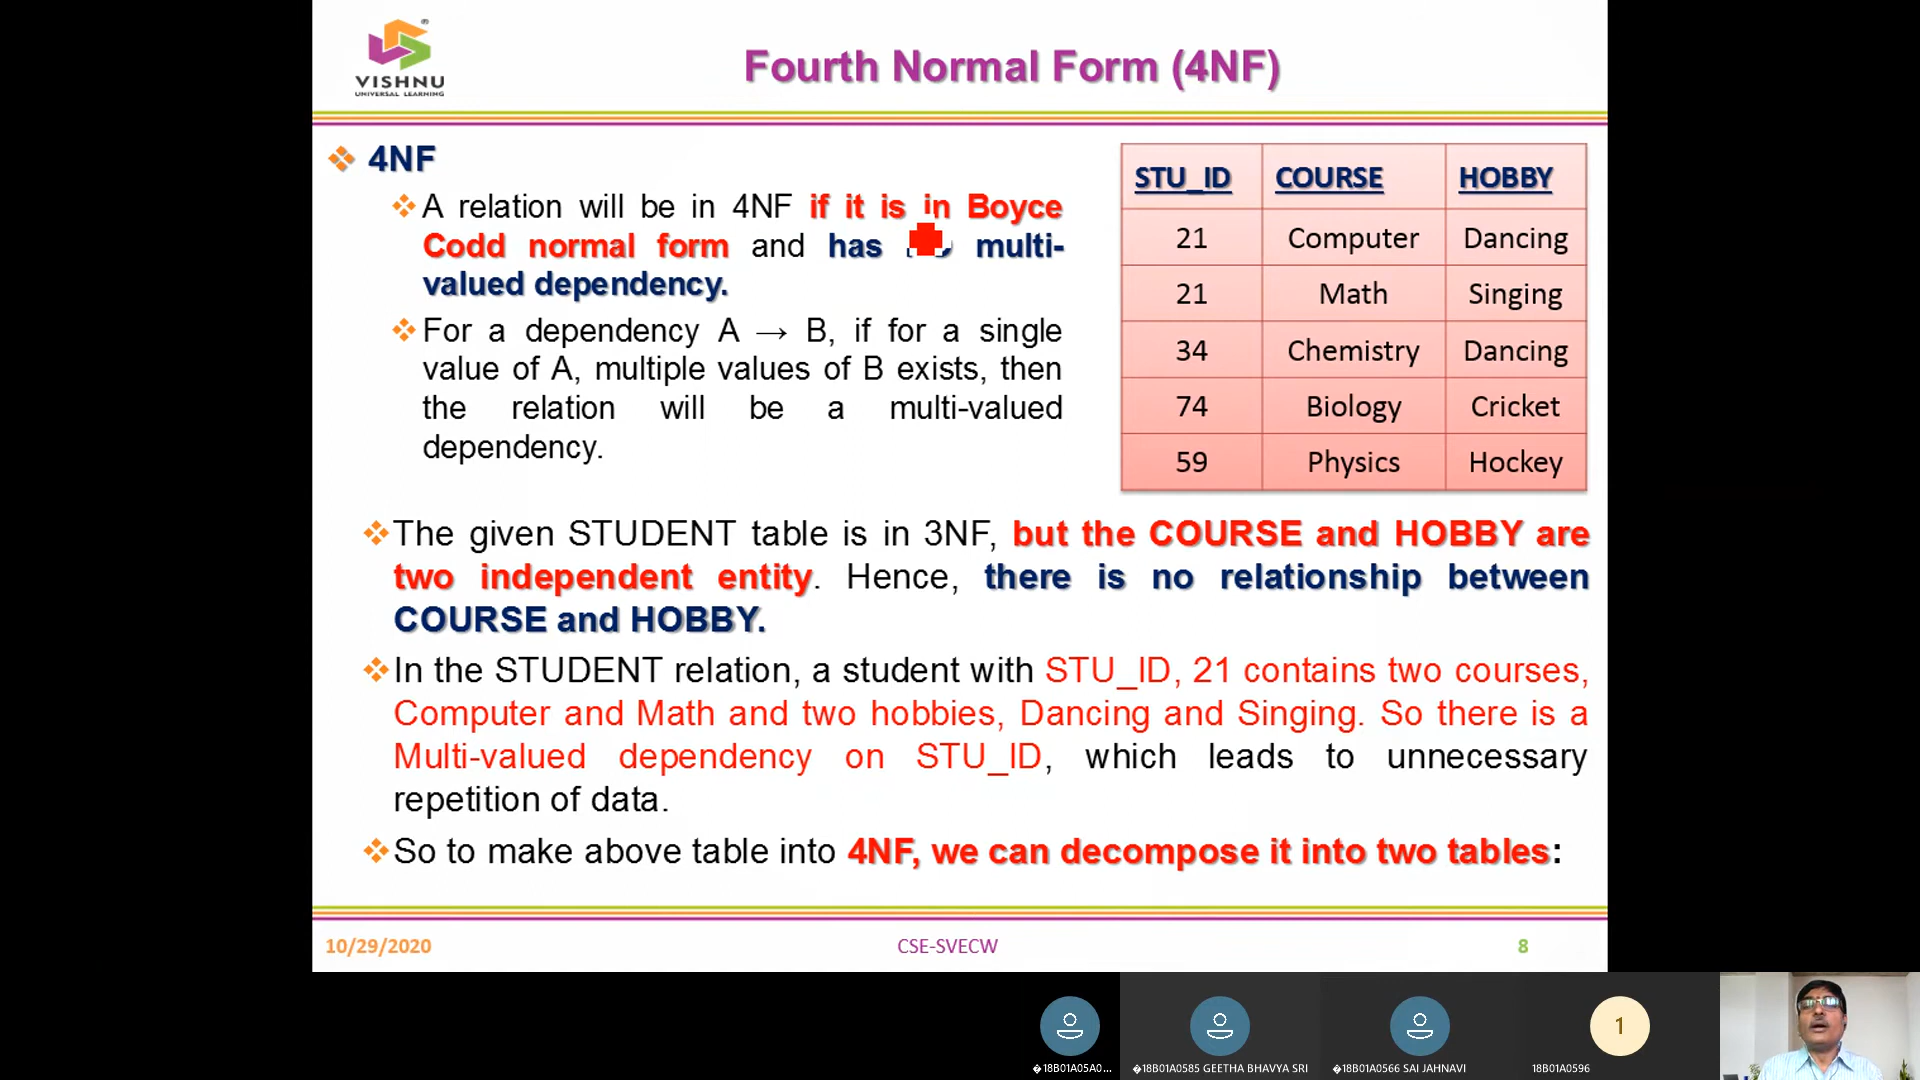 VISHNU
UNIVERSAL LEARNING
Fourth Normal Form (4NF)
4NF
A relation will be in 4NF if it is in Boyce
Codd normal form and has multi-
valued dependency.
For a dependency A → B, if for a single
value of A, multiple values of B exists, then
the relation will be a multi-valued
dependency.
STU_ID COURSE HOBBY
21 Computer Dancing
21 Math Singing
34 Chemistry Dancing
74 Biology Cricket
59 Physics Hockey
The given STUDENT table is in 3NF, but the COURSE and HOBBY are
two independent entity. Hence, there is no relationship between
COURSE and HOBBY.
In the STUDENT relation, a student with STU_ID, 21 contains two courses,
Computer and Math and two hobbies, Dancing and Singing. So there is a
Multi-valued dependency on STU_ID, which leads to unnecessary
repetition of data.
So to make above table into 4NF, we can decompose it into two tables:
10/29/2020 CSE-SVECW 8
1
�18B01A05A0... �18B01A0585 GEETHA BHAVYA SRI �18B01A0566 SAI JAHNAVI 18B01A0596